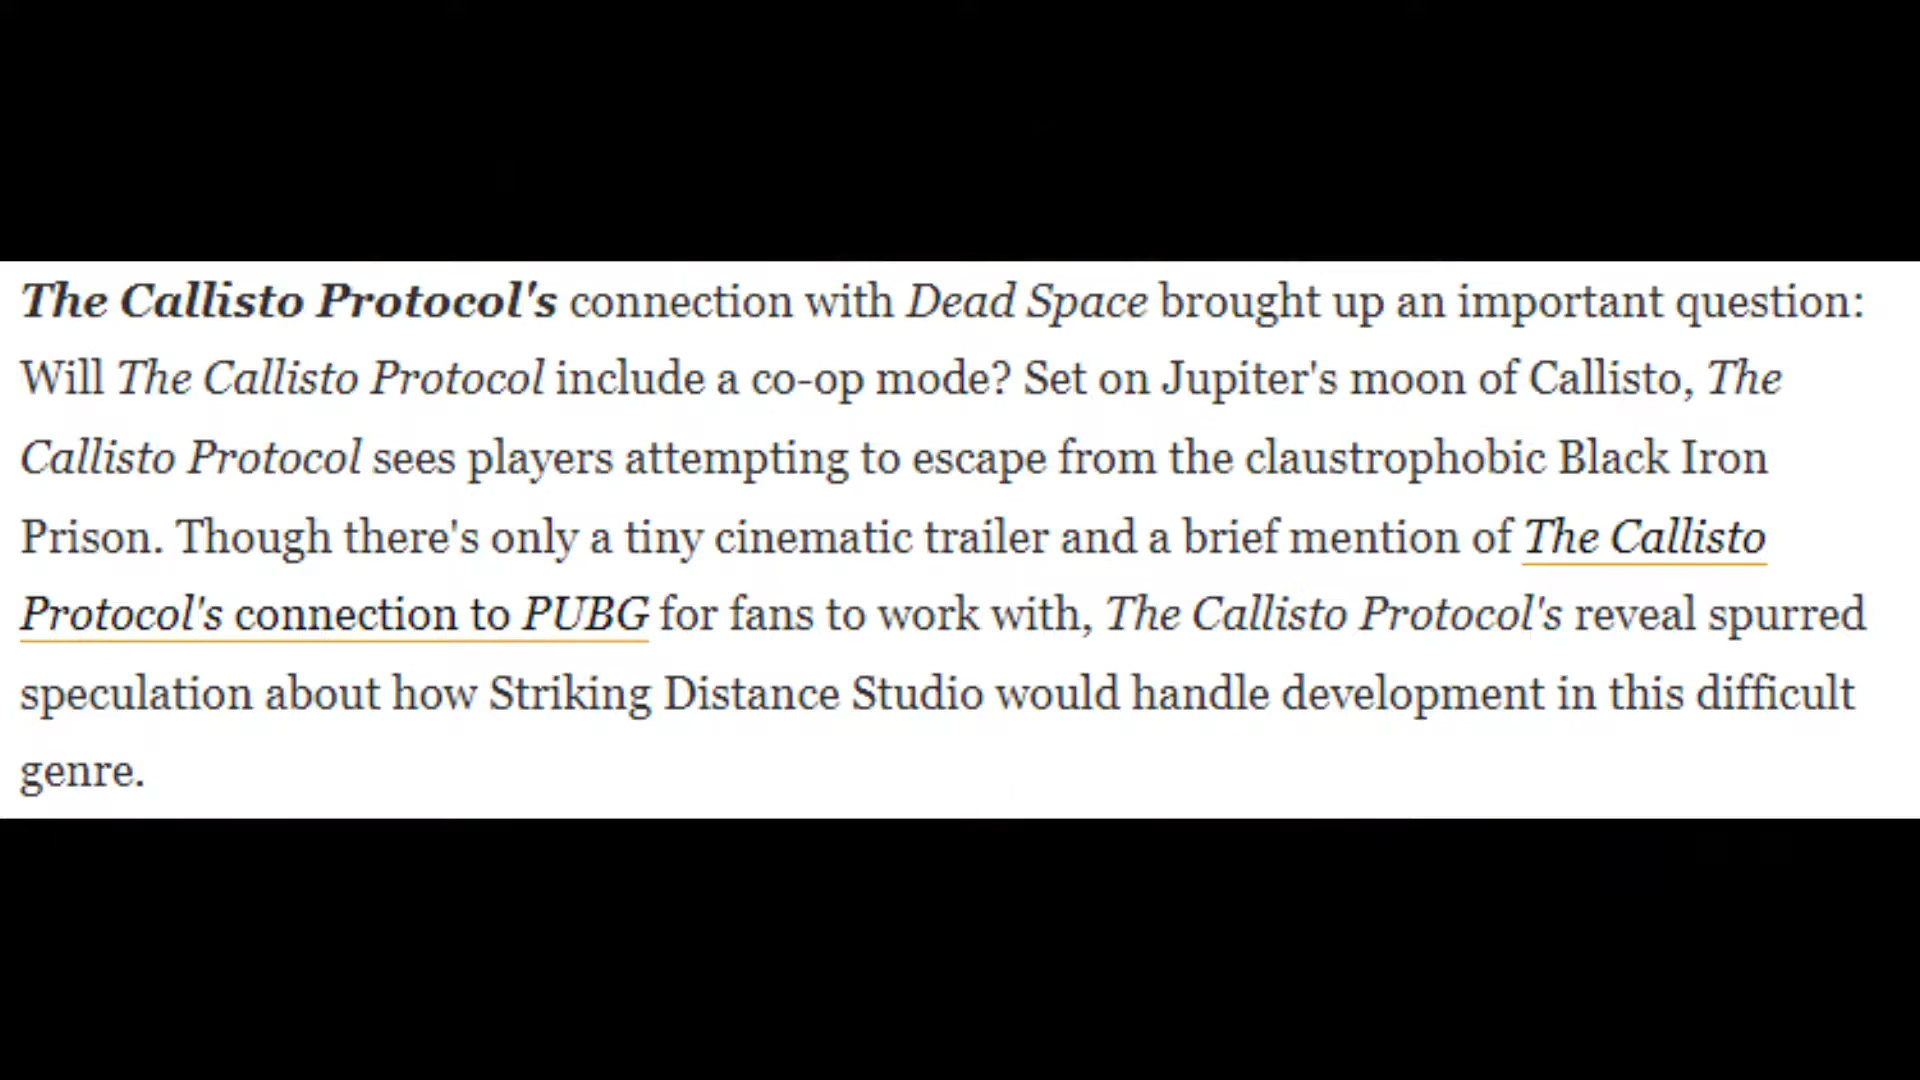 The Callisto Protocol's connection with Dead Space brought up an important question:
Will The Callisto Protocol include a co-op mode? Set on Jupiter's moon of Callisto, The
Callisto Protocol sees players attempting to escape from the claustrophobic Black Iron
Prison. Though there's only a tiny cinematic trailer and a brief mention of The Callisto
Protocol's connection to PUBG for fans to work with, The Callisto Protocol's reveal spurred
speculation about how Striking Distance Studio would handle development in this difficult
genre.